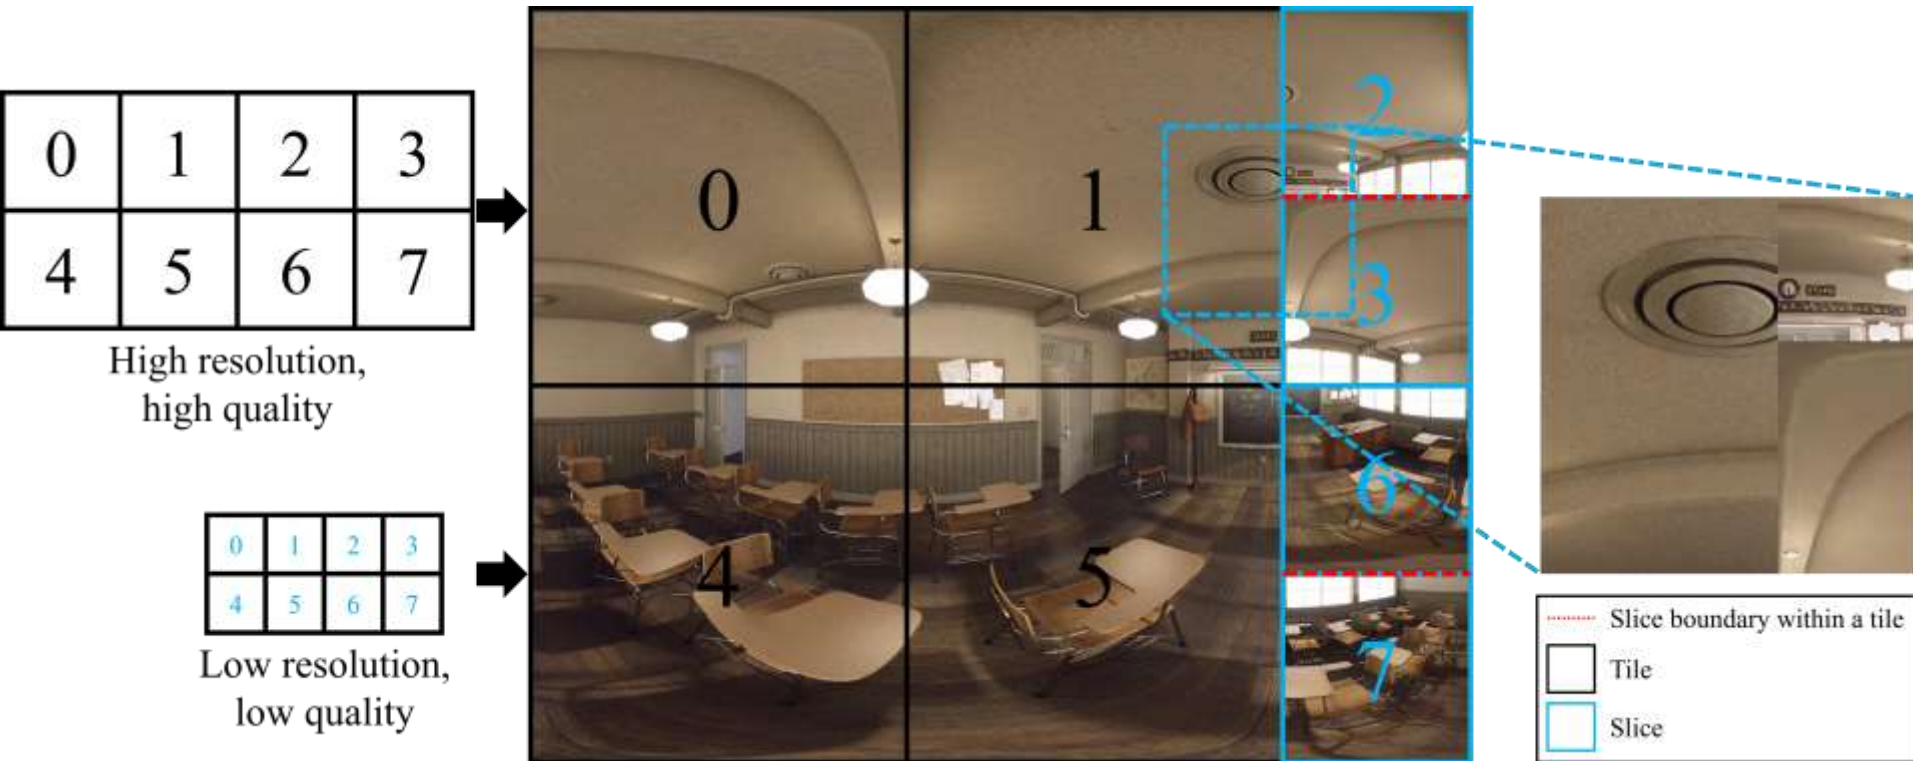 0 1 2 3
4 5 6 7
High resolution,
high quality
0 1 2 3
4 5 6 7
Low resolution,
low quality
0 1 2
3
4 5 6
7
Slice boundary within a tile
Tile
Slice